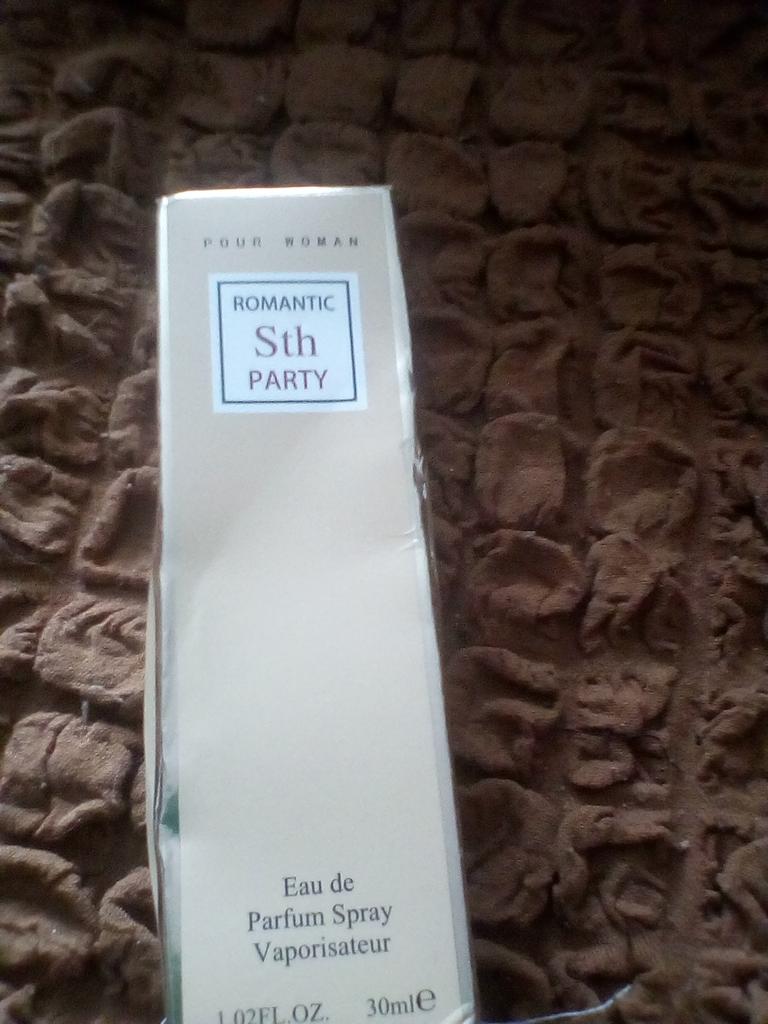 POUR WOMAN
ROMANTIC
Sth
PARTY
Eau de
Parfum Spray
Vaporisateur
1.02FL.OZ. 30ml℮